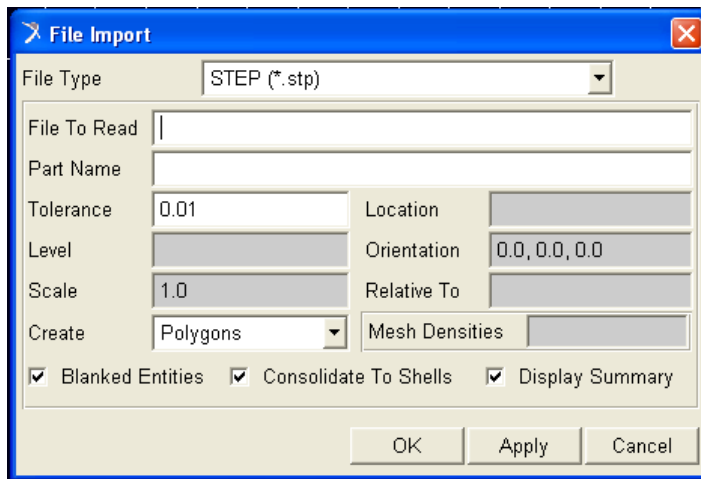 File Import
File Type STEP (*.stp)
File To Read
Part Name
Tolerance 0.01 Location
Level Orientation 0.0, 0.0, 0.0
Scale 1.0 Relative To
Create Polygons Mesh Densities
Blanked Entities Consolidate To Shells Display Summary
OK Apply Cancel